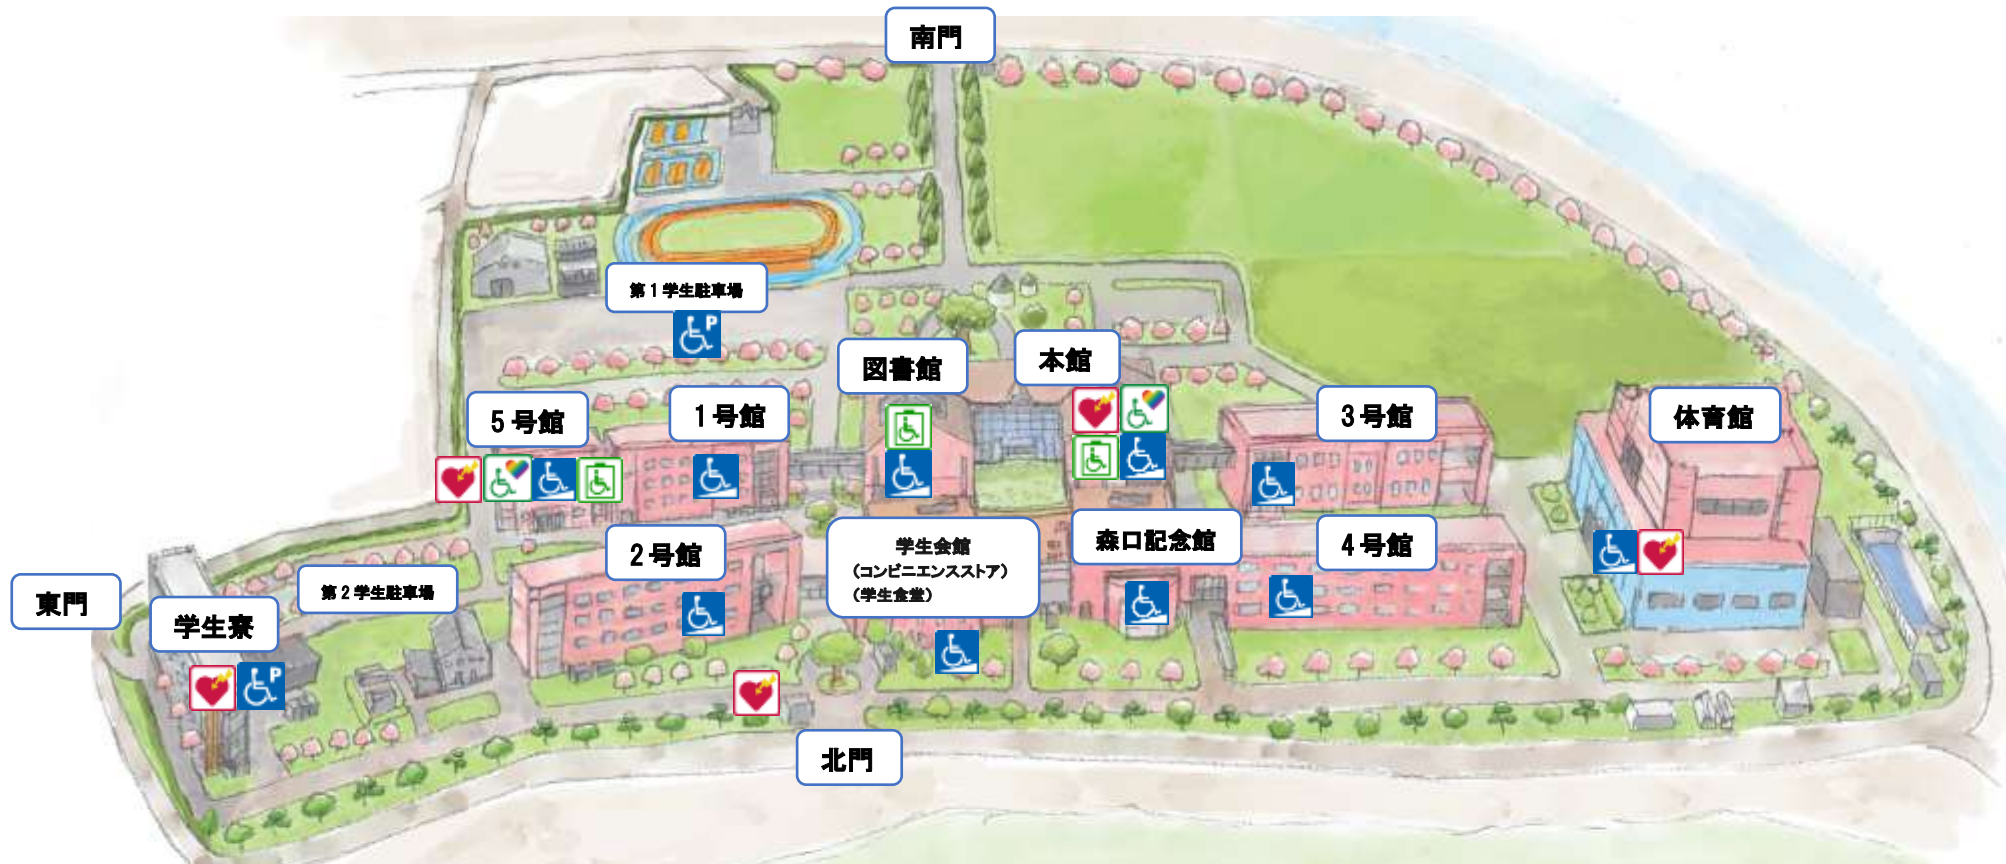 南門
第1学生駐車場
図書館
本館
5号館
1号館
3号館
体育館
2号館
学生会館
（コンビニエンスストア）
（学生食堂）
森口記念館
4号館
東門
第2学生駐車場
学生寮
P
P
北門